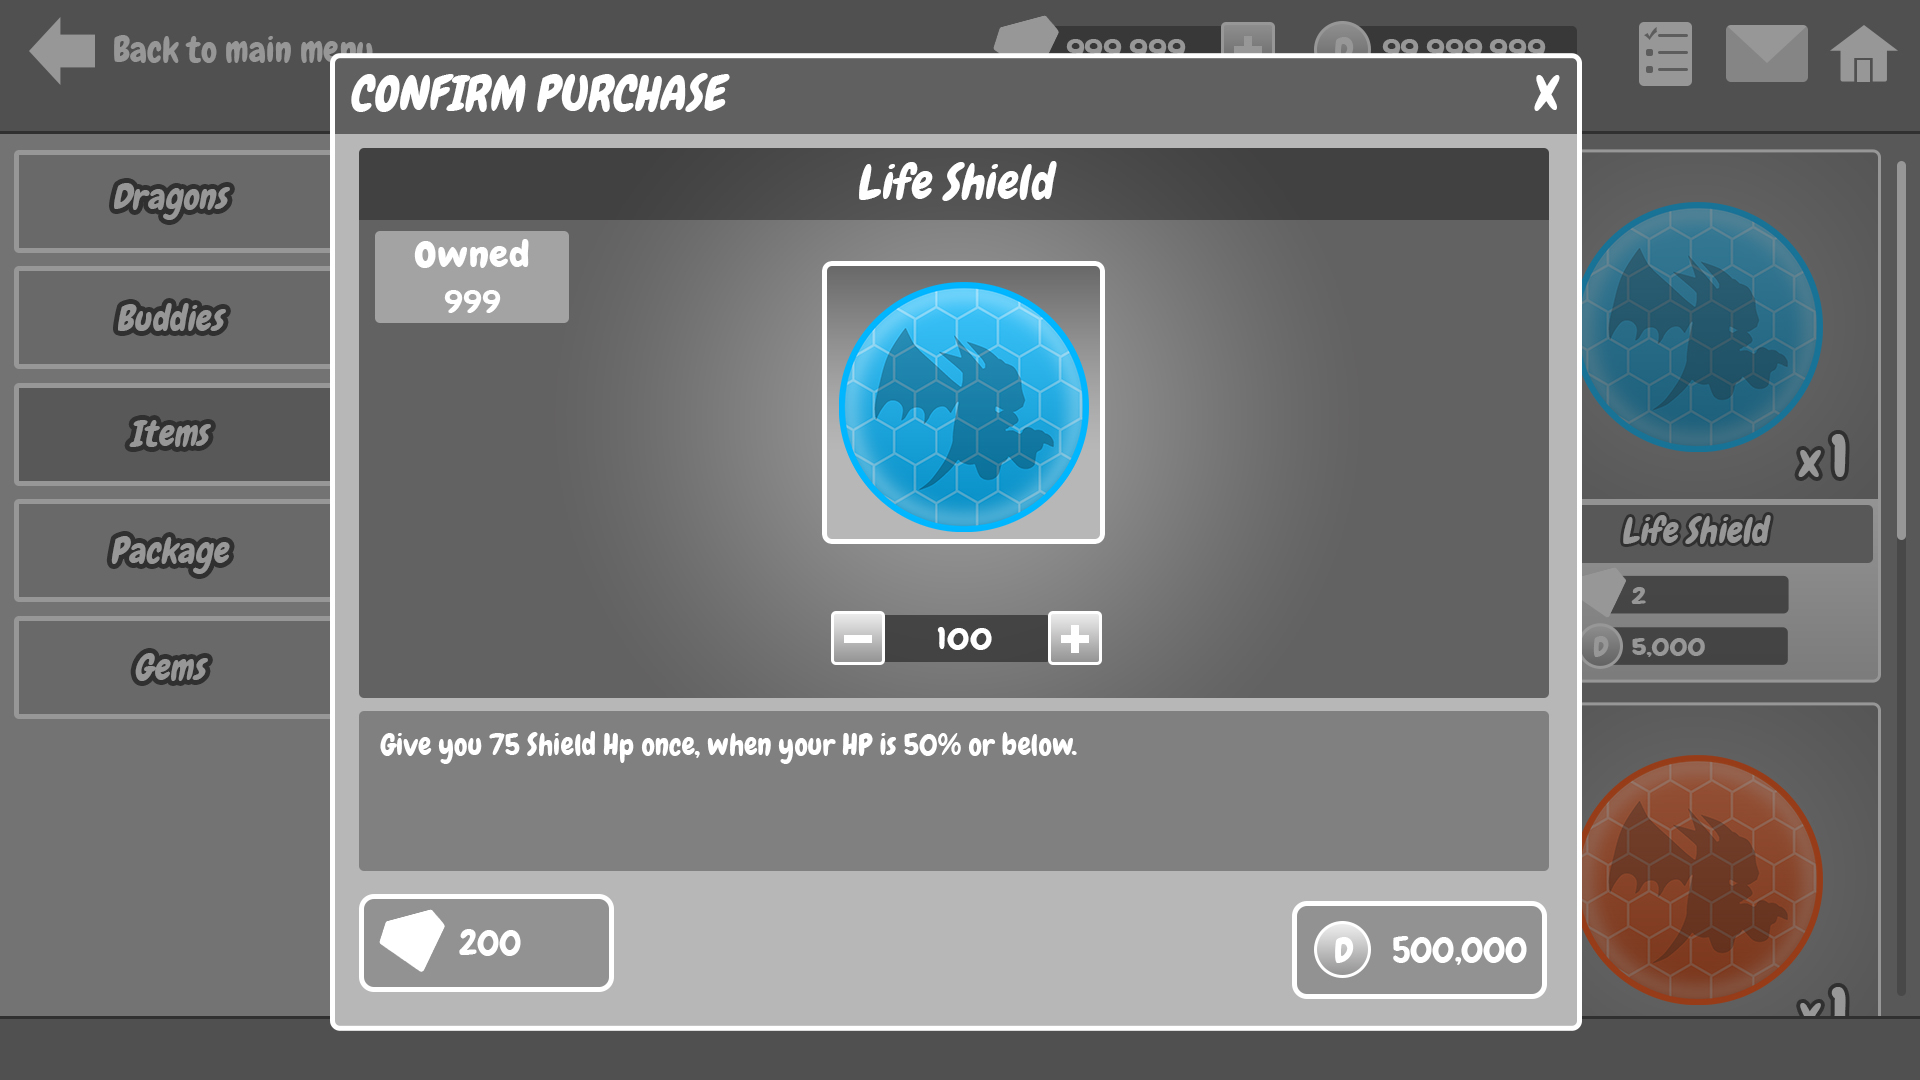 Back to main menu
999 999
D
99 999 999
CONFIRM PURCHASE
X
Life Shield
Owned
999
100
Give you 75 Shield Hp once, when your HP is 50% or below.
200
D
500,000
Dragons
Buddies
Items
Package
Gems
x1
Life Shield
2
D
5,000
x1